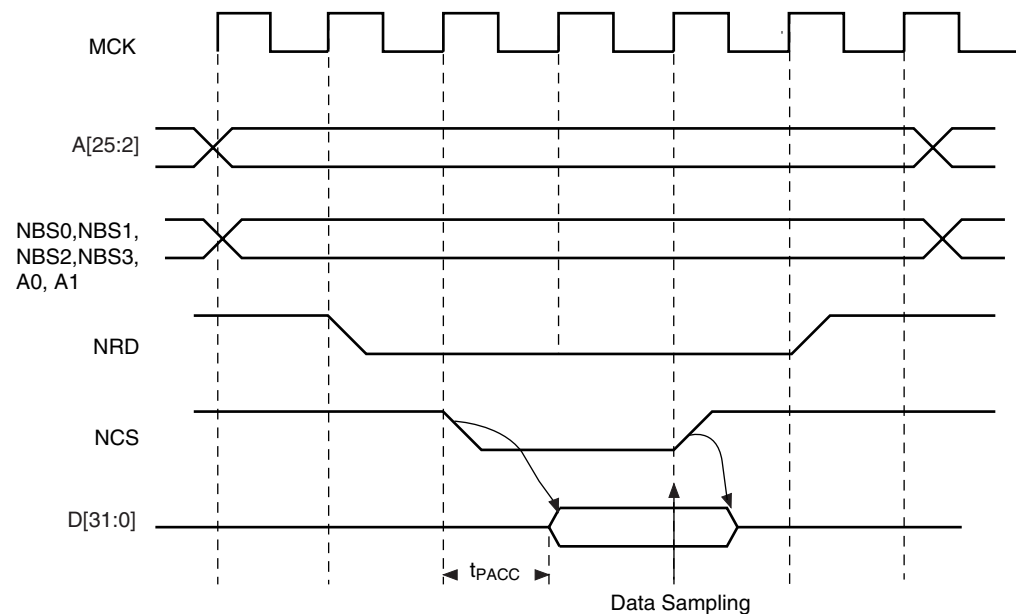 MCK
A[25:2]
NBS0,NBS1,
NBS2,NBS3,
A0, A1
NRD
NCS
D[31:0]
tPACC
Data Sampling